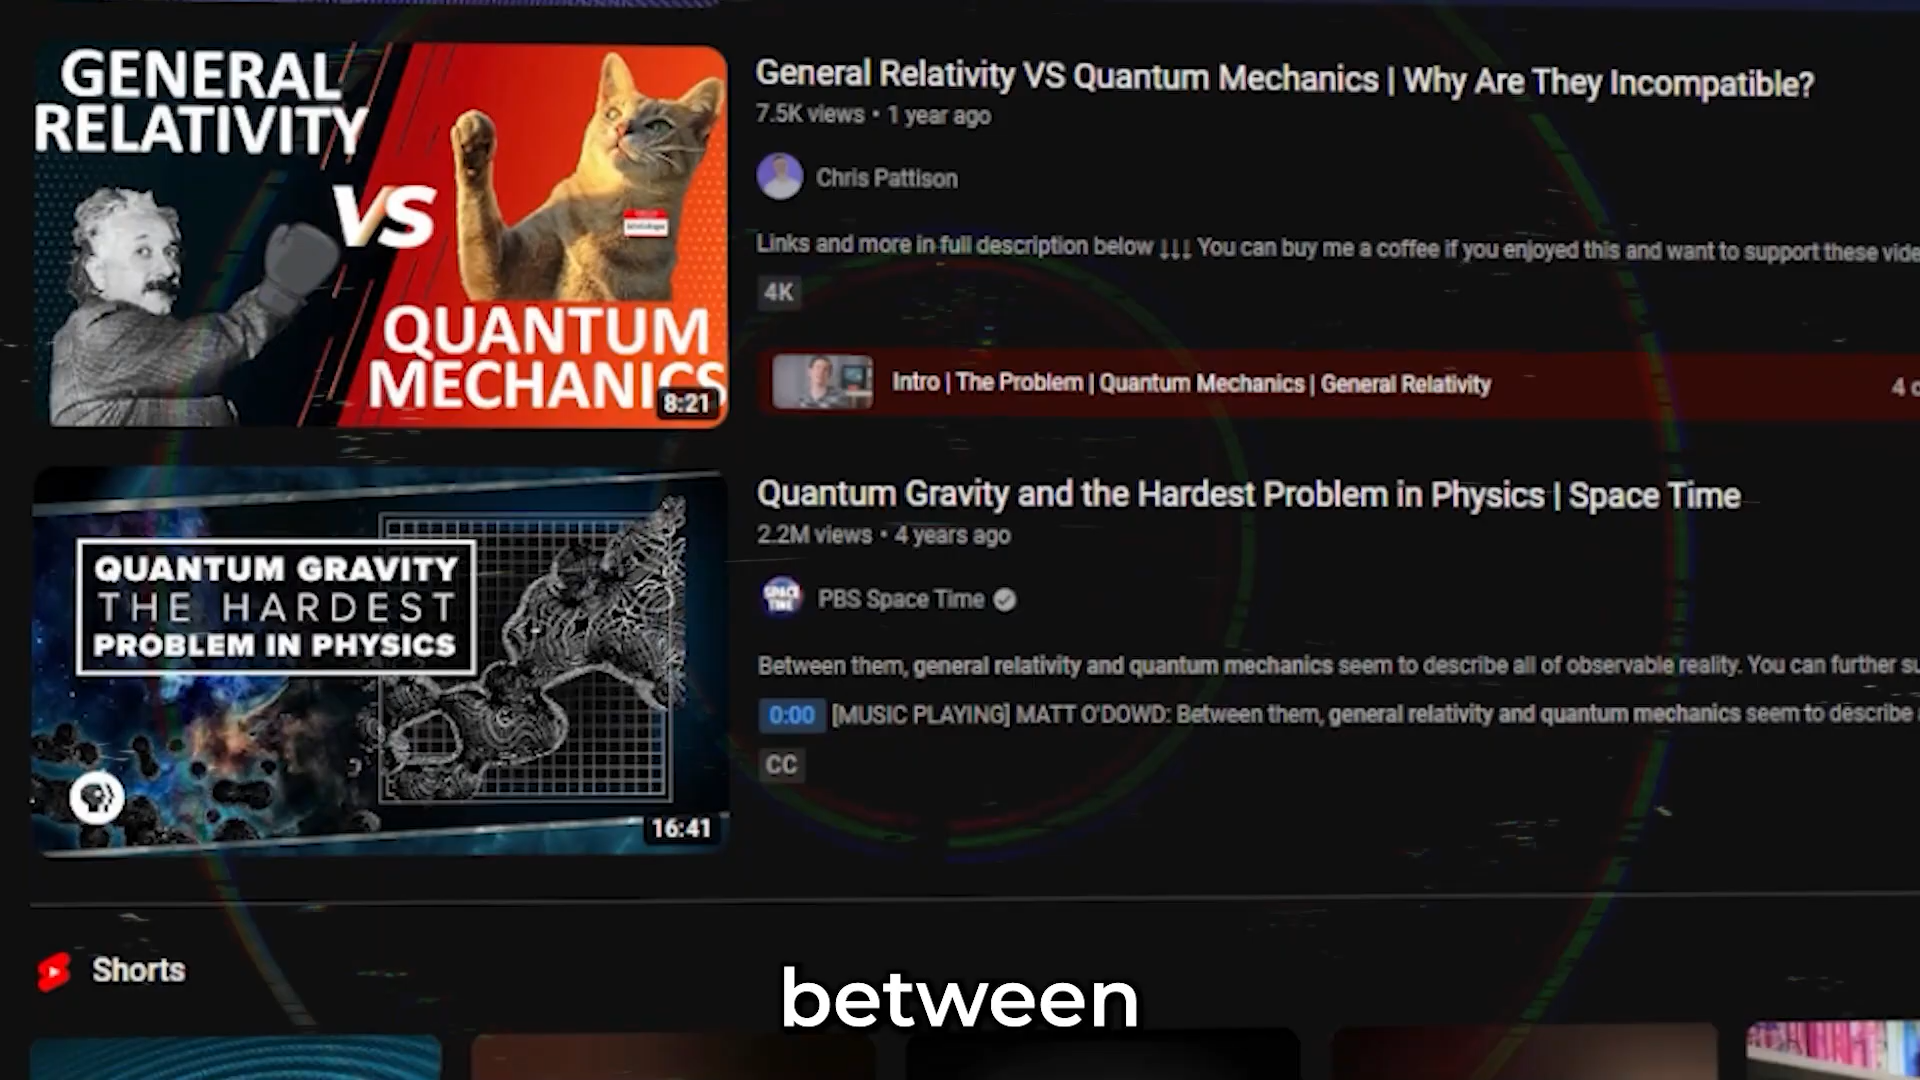 GENERAL
RELATIVITY
VS
QUANTUM
MECHANICS
8:21
General Relativity VS Quantum Mechanics | Why Are They Incompatible?
7.5K views • 1 year ago
Chris Pattison
Links and more in full description below ↓↓↓ You can buy me a coffee if you enjoyed this and want to support these vide
4K
Intro | The Problem | Quantum Mechanics | General Relativity
4 c
QUANTUM GRAVITY
THE HARDEST
PROBLEM IN PHYSICS
16:41
Quantum Gravity and the Hardest Problem in Physics | Space Time
2.2M views • 4 years ago
SPACE
TIME
PBS Space Time
Between them, general relativity and quantum mechanics seem to describe all of observable reality. You can further su
0:00 [MUSIC PLAYING] MATT O'DOWD: Between them, general relativity and quantum mechanics seem to describe
CC
Shorts
between